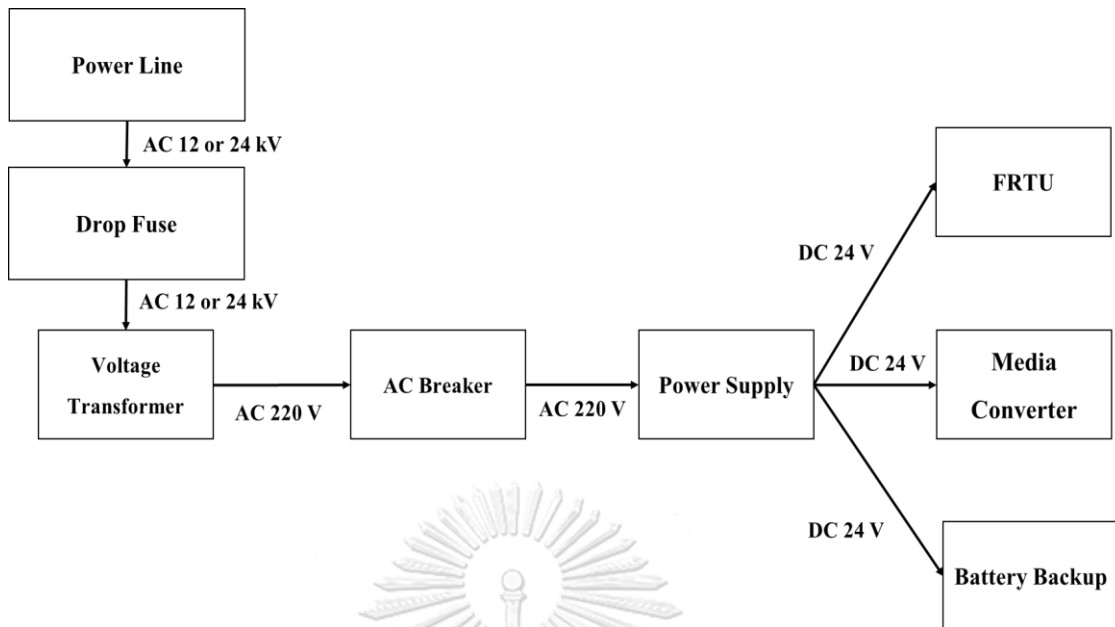 Power Line
AC 12 or 24 kV
Drop Fuse
AC 12 or 24 kV
Voltage
Transformer
AC 220 V
AC Breaker
AC 220 V
Power Supply
DC 24 V
FRTU
DC 24 V
Media
Converter
DC 24 V
Battery Backup